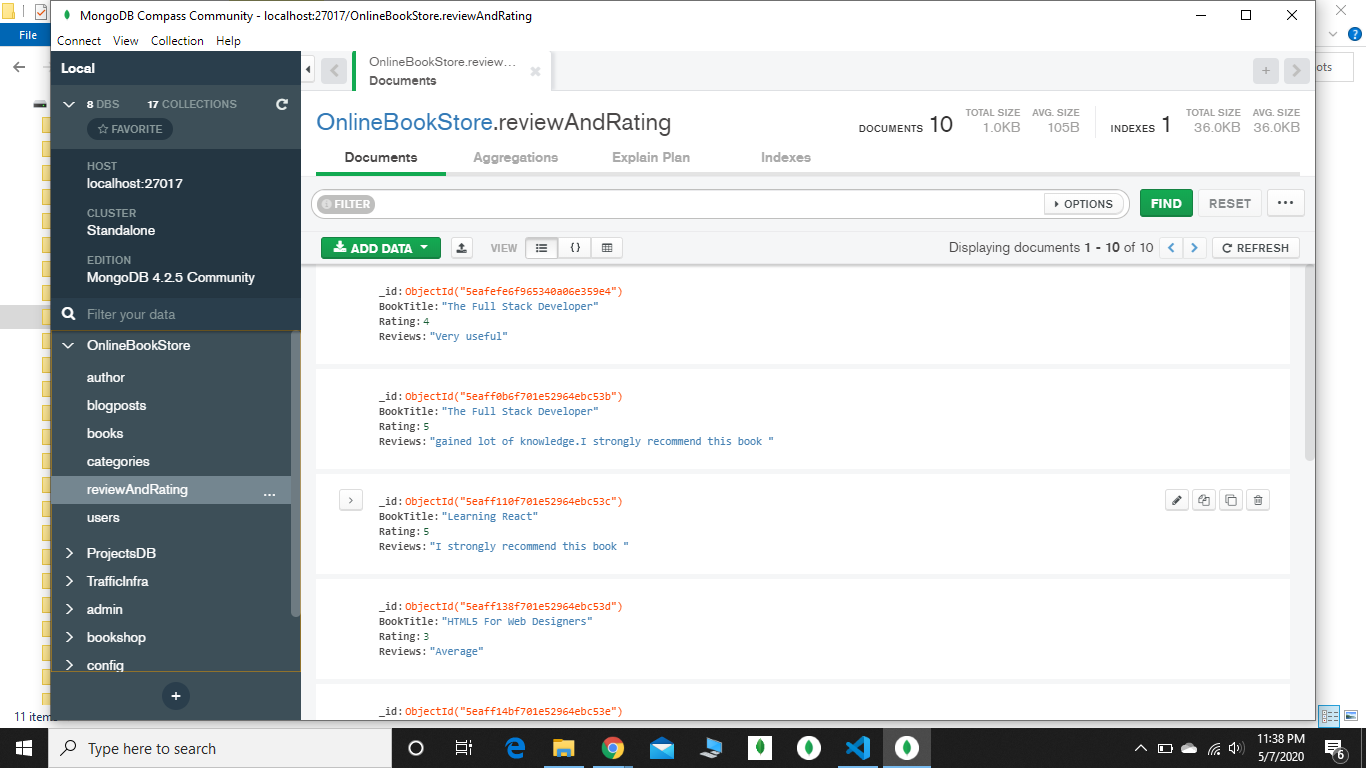 File
MongoDB Compass Community - localhost:27017/OnlineBookStore.reviewAndRating
Connect View Collection Help
Local
8 DBS 17 COLLECTIONS
FAVORITE
HOST
localhost:27017
CLUSTER
Standalone
EDITION
MongoDB 4.2.5 Community
Filter your data
OnlineBookStore
author
blogposts
books
categories
reviewAndRating ...
users
ProjectsDB
TrafficInfra
admin
bookshop
config
+
11 items
OnlineBookStore.review...
Documents
ots
OnlineBookStore.reviewAndRating
DOCUMENTS 10
TOTAL SIZE
1.0KB
AVG. SIZE
105B
INDEXES 1
TOTAL SIZE
36.0KB
AVG. SIZE
36.0KB
Documents Aggregations Explain Plan Indexes
FILTER OPTIONS FIND RESET ...
ADD DATA VIEW {} Displaying documents 1 - 10 of 10 REFRESH
_id: ObjectId("5eafefe6f965340a06e359e4")
BookTitle: "The Full Stack Developer"
Rating: 4
Reviews: "Very useful"
_id: ObjectId("5eaff0b6f701e52964ebc53b")
BookTitle: "The Full Stack Developer"
Rating: 5
Reviews: "gained lot of knowledge.I strongly recommend this book "
_id: ObjectId("5eaff110f701e52964ebc53c")
BookTitle: "Learning React"
Rating: 5
Reviews: "I strongly recommend this book "
_id: ObjectId("5eaff138f701e52964ebc53d")
BookTitle: "HTML5 For Web Designers"
Rating: 3
Reviews: "Average"
_id: ObjectId("5eaff14bf701e52964ebc53e")
Type here to search
11:38 PM
5/7/2020
6